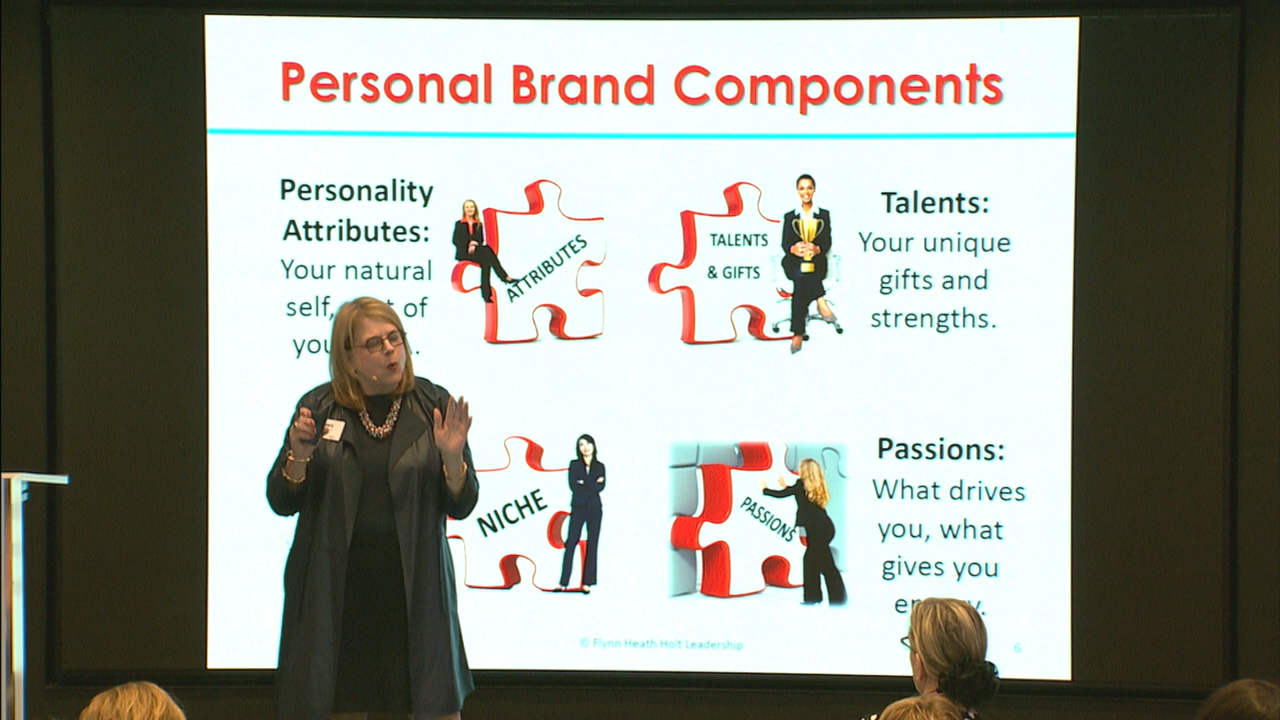 Personal Brand Components
Personality
Attributes:
Your natural
self, of
ATTRIBUTES
TALENTS
& GIFTS
Talents:
Your unique
gifts and
strengths.
NICHE
PASSIONS
Passions:
What drives
you, what
gives you
© Flynn Heath Holt Leadership
6